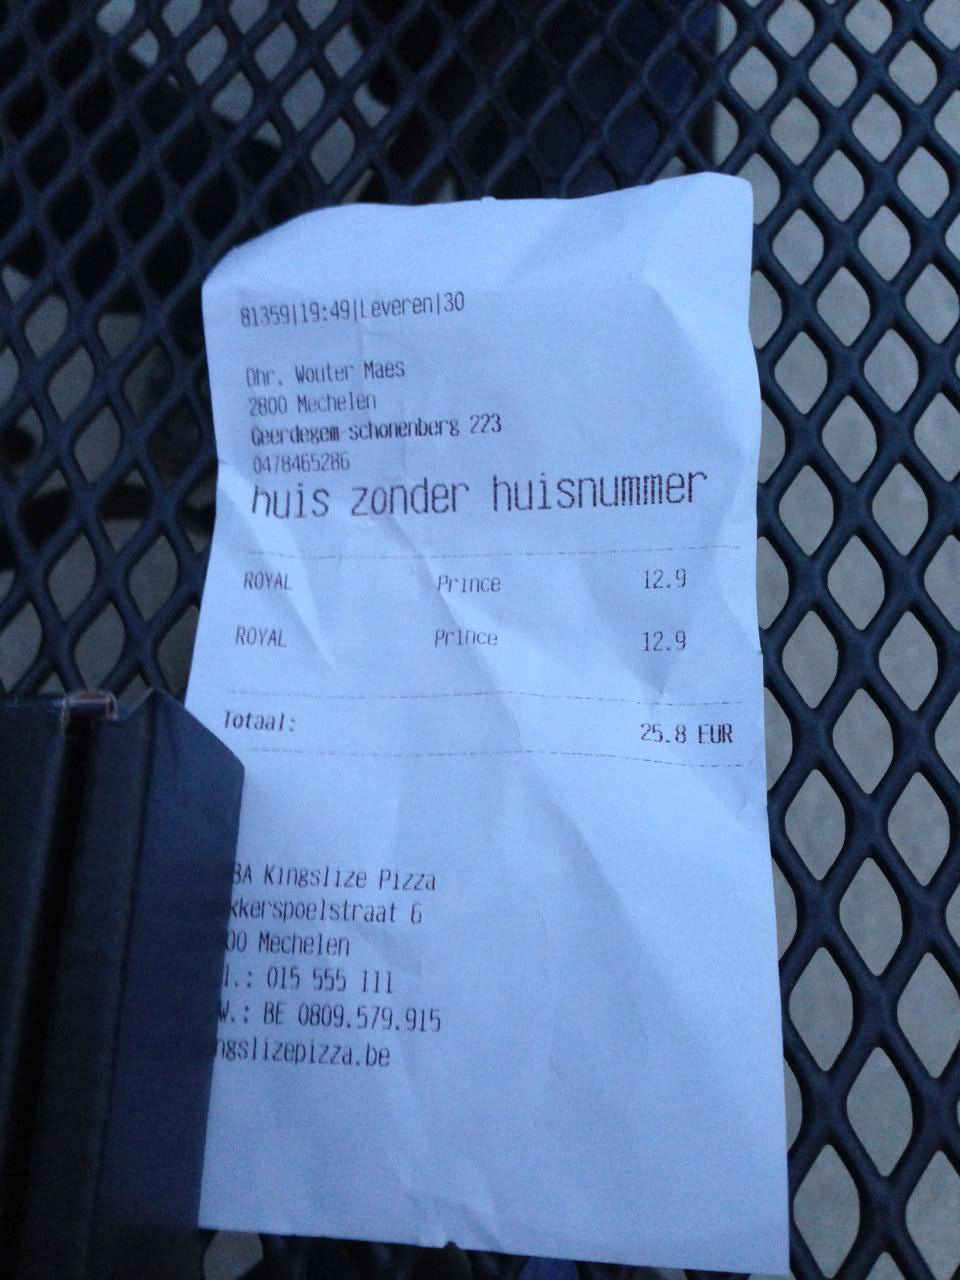 81359|19:49|Leveren|30
Dhr. Wouter Maes
2800 Mechelen
Geerdegem-schonenberg 223
0478465286
huis zonder huisnummer
ROYAL Prince 12.9
ROYAL Prince 12.9
Totaal: 25.8 EUR
BA Kingslize Pizza
kkerspoelstraat 6
00 Mechelen
l.: 015 555 111
W.: BE 0809.579.915
ngslizepizza.be